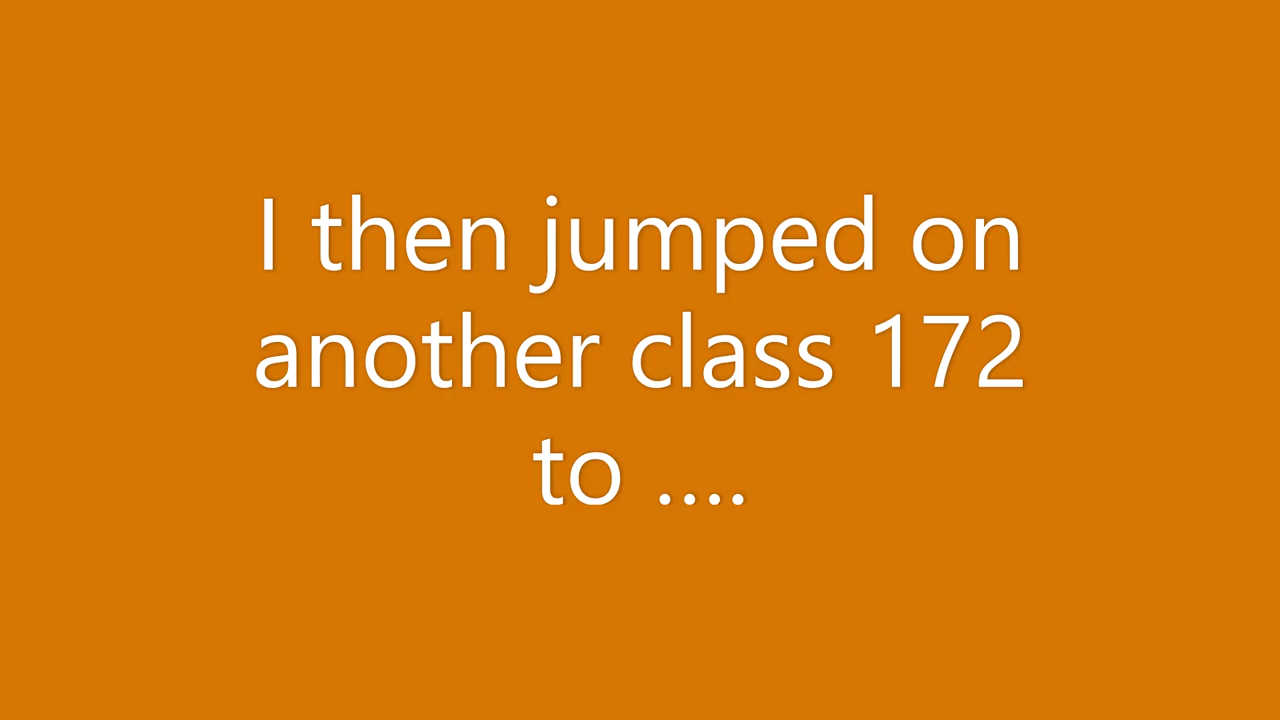 I then jumped on
another class 172
to ....